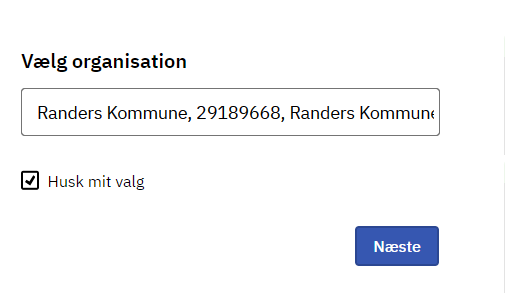 Vælg organisation
Randers Kommune, 29189668, Randers Kommune
Husk mit valg
Næste